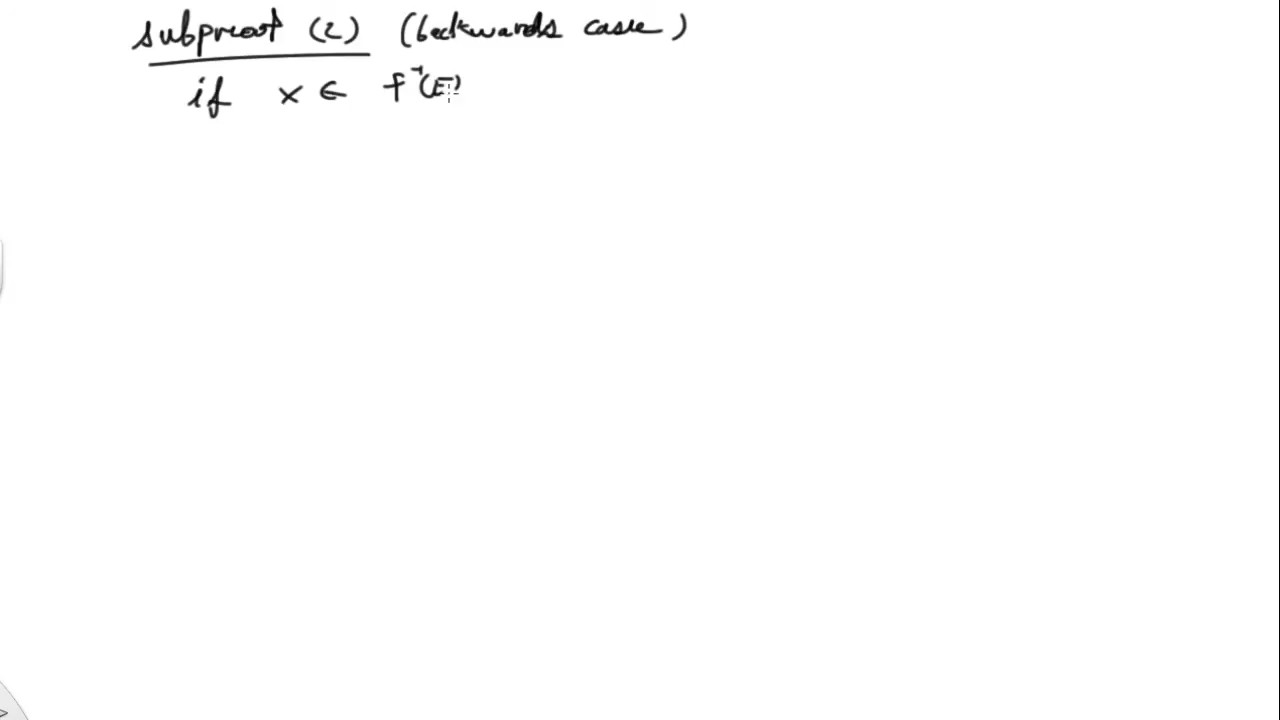 subproof (2) (backwards case)
if x ∈ f⁻¹(E)